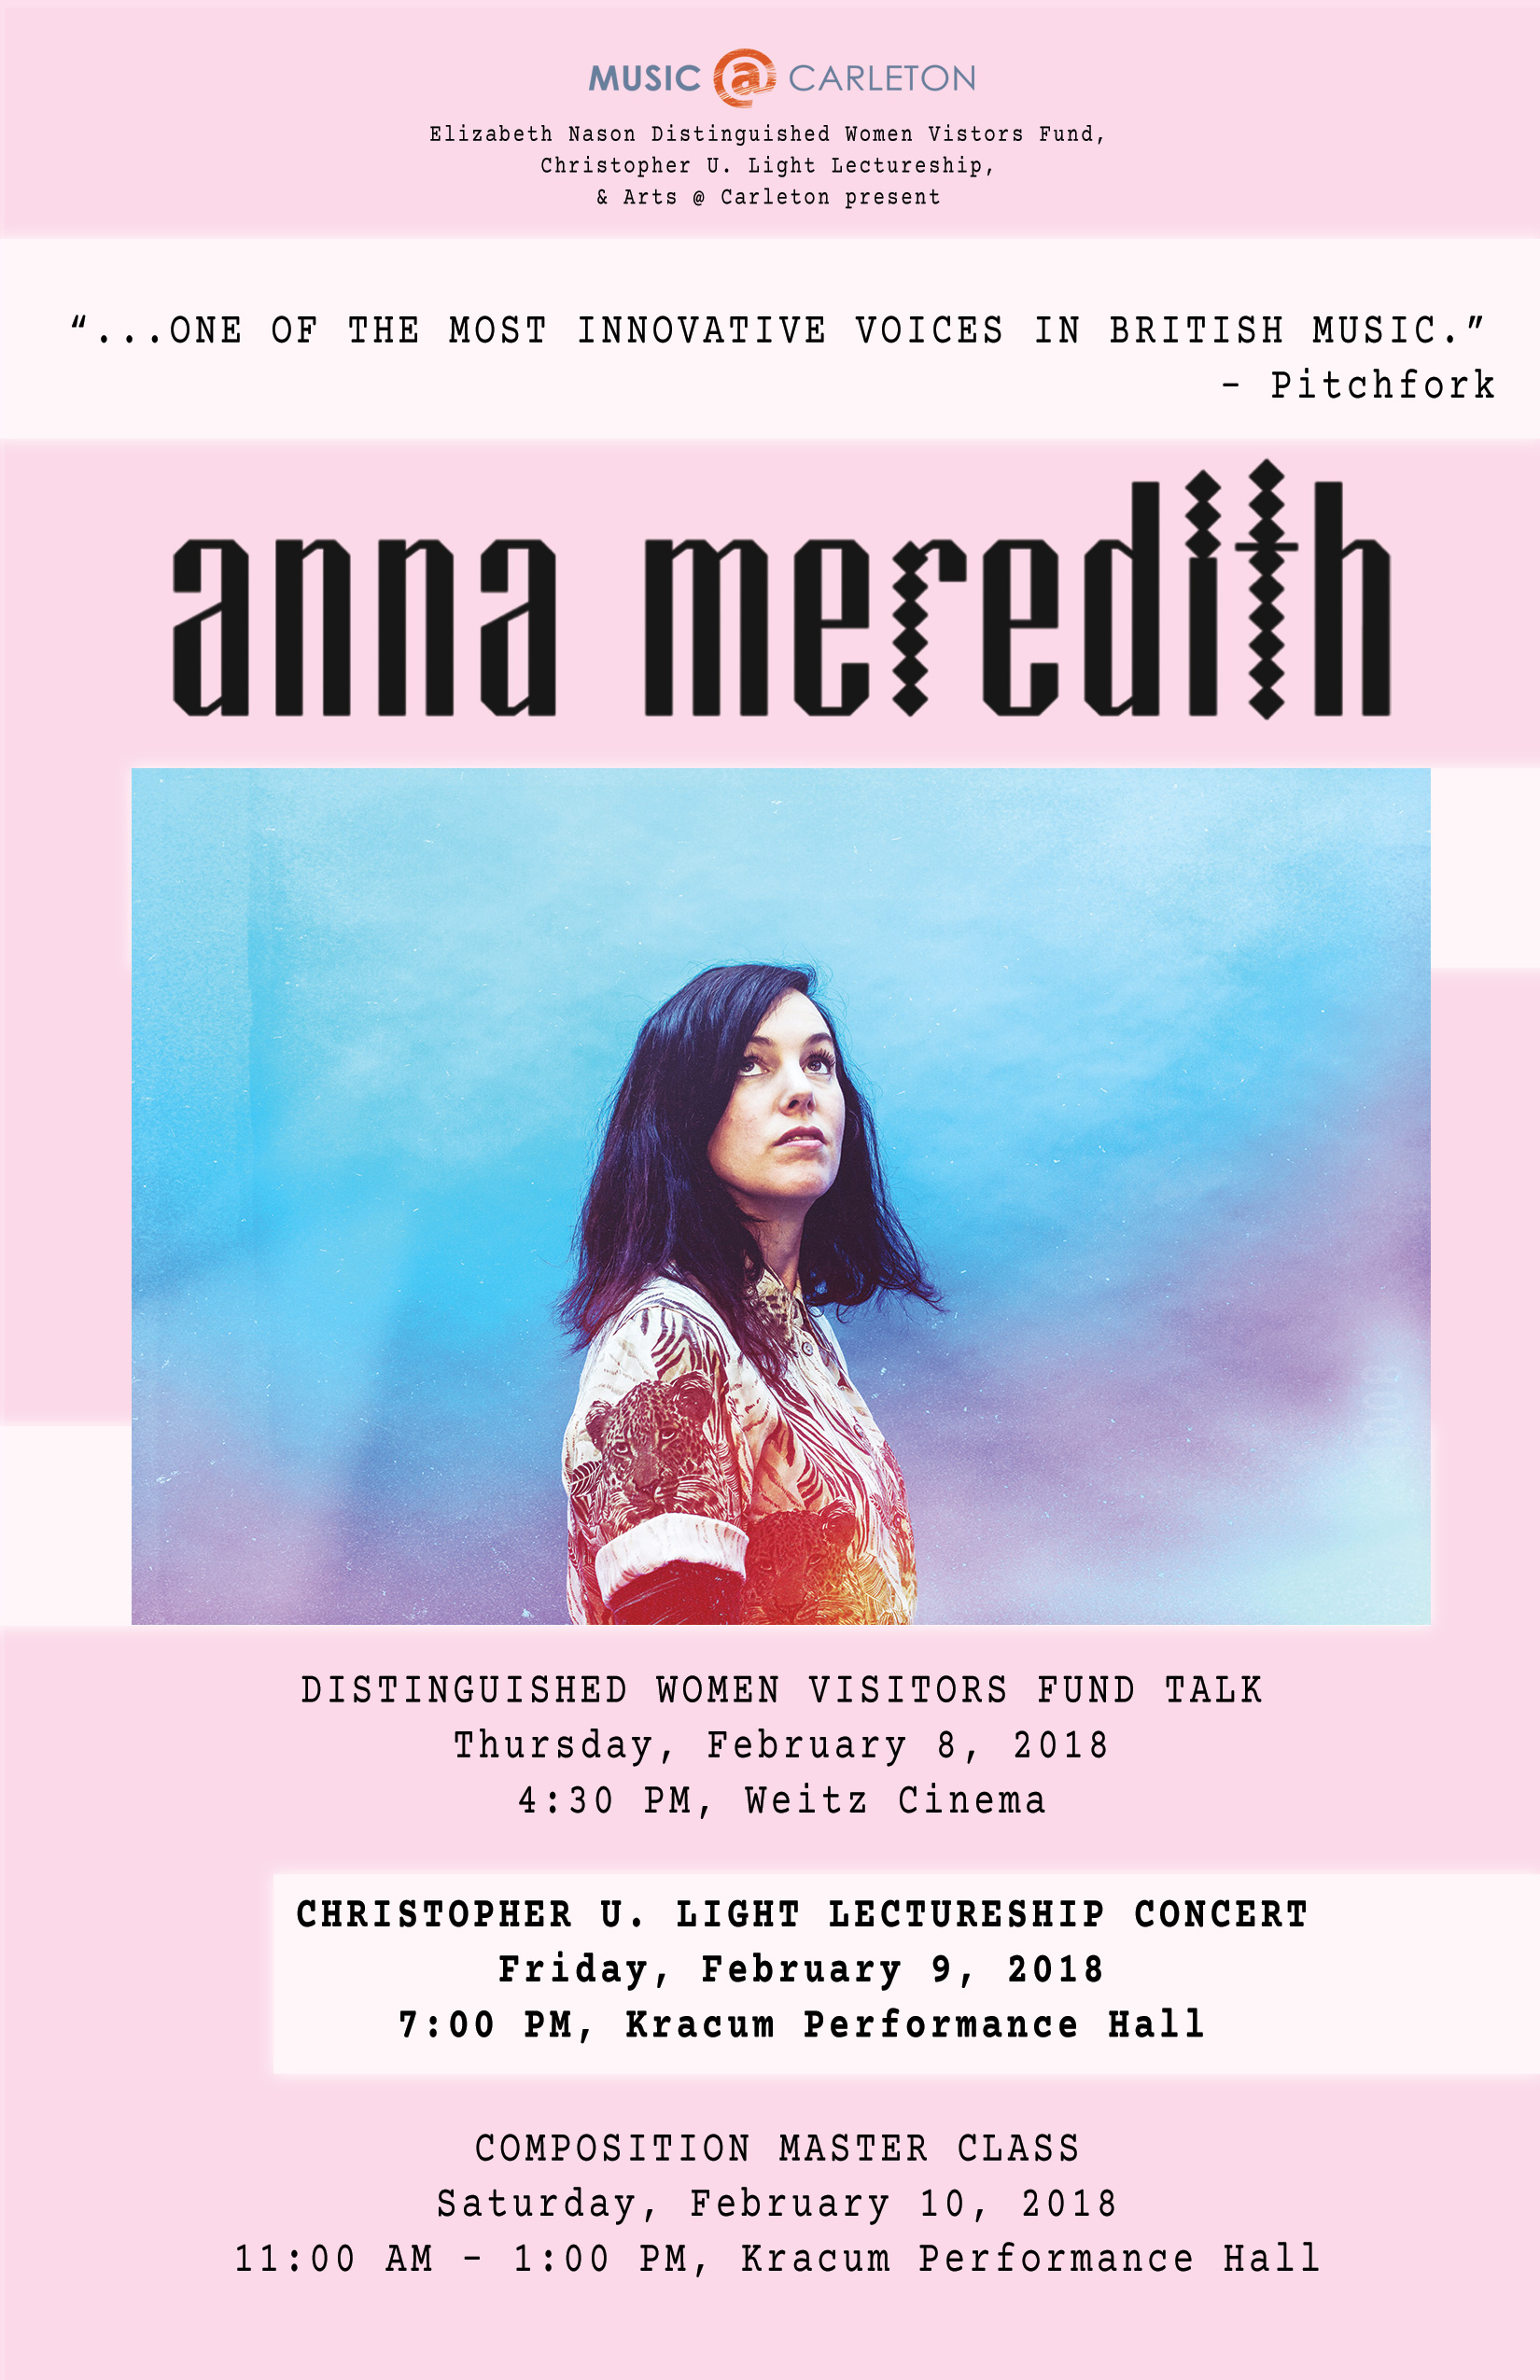 MUSIC @ CARLETON
Elizabeth Nason Distinguished Women Vistors Fund,
Christopher U. Light Lectureship,
& Arts @ Carleton present
“...ONE OF THE MOST INNOVATIVE VOICES IN BRITISH MUSIC.”
- Pitchfork
anna meredith
DISTINGUISHED WOMEN VISITORS FUND TALK
Thursday, February 8, 2018
4:30 PM, Weitz Cinema
CHRISTOPHER U. LIGHT LECTURESHIP CONCERT
Friday, February 9, 2018
7:00 PM, Kracum Performance Hall
COMPOSITION MASTER CLASS
Saturday, February 10, 2018
11:00 AM - 1:00 PM, Kracum Performance Hall